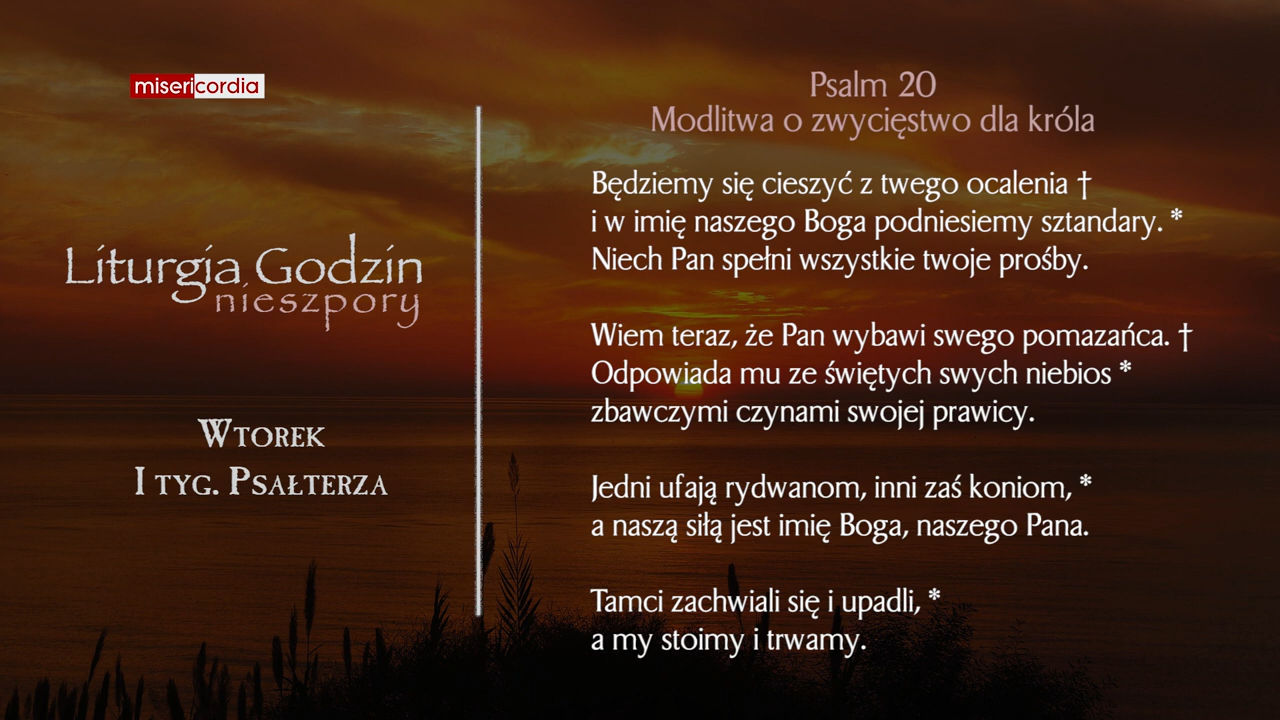 misericordia
Liturgia Godzin
nieszpory
Wtorek
I tyg. Psałterza
Psalm 20
Modlitwa o zwycięstwo dla króla
Będziemy się cieszyć z twego ocalenia †
i w imię naszego Boga podniesiemy sztandary. *
Niech Pan spełni wszystkie twoje prośby.
Wiem teraz, że Pan wybawi swego pomazańca. †
Odpowiada mu ze świętych swych niebios *
zbawczymi czynami swojej prawicy.
Jedni ufają rydwanom, inni zaś koniom, *
a naszą siłą jest imię Boga, naszego Pana.
Tamci zachwiali się i upadli, *
a my stoimy i trwamy.